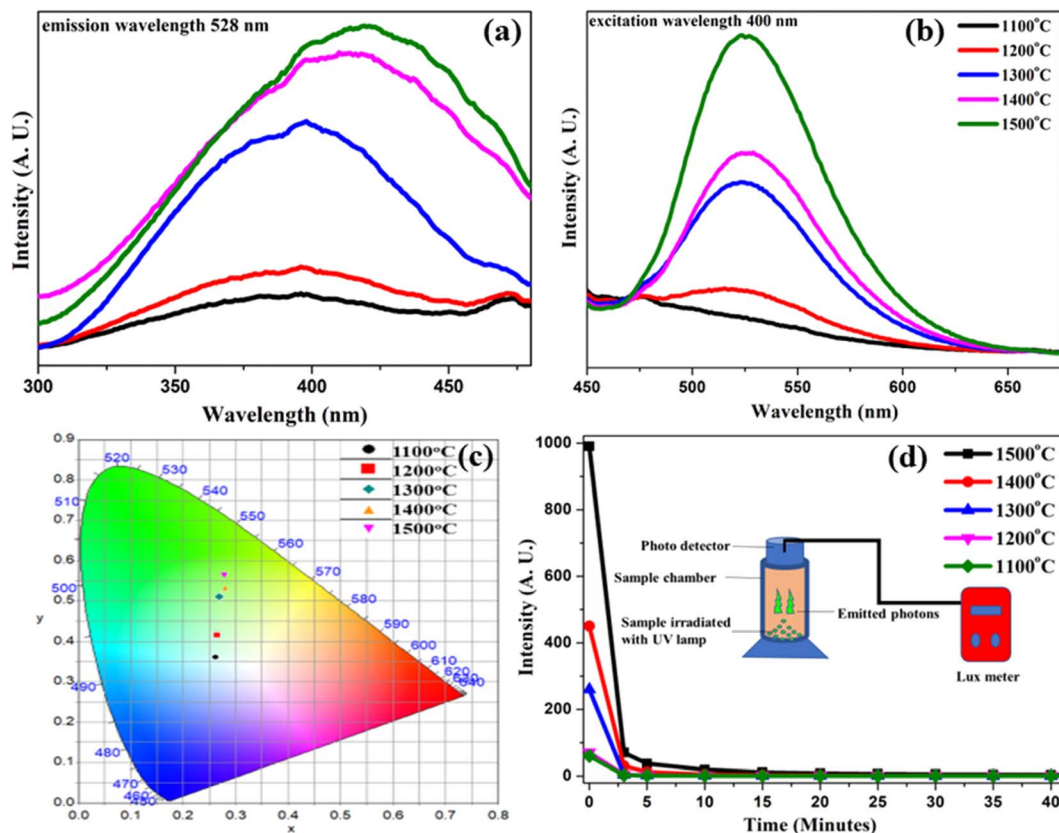 emission wavelength 528 nm
(a)
Intensity (A. U.)
300
350
400
450
Wavelength (nm)
excitation wavelength 400 nm
(b)
1100°C
1200°C
1300°C
1400°C
1500°C
Intensity (A. U.)
450
500
550
600
650
Wavelength (nm)
(c)
1100°C
1200°C
1300°C
1400°C
1500°C
0.9
0.8
0.7
0.6
0.5
0.4
0.3
0.2
0.1
0.0
y
520
530
540
550
560
570
580
590
600
610
620
640
510
500
490
480
470
460
0.0
0.1
0.2
0.3
0.4
0.5
0.6
0.7
0.8
x
(d)
1500°C
1400°C
1300°C
1200°C
1100°C
1000
800
600
400
200
0
Intensity (A. U.)
Photo detector
Sample chamber
Emitted photons
Sample irradiated
with UV lamp
Lux meter
0
5
10
15
20
25
30
35
40
Time (Minutes)